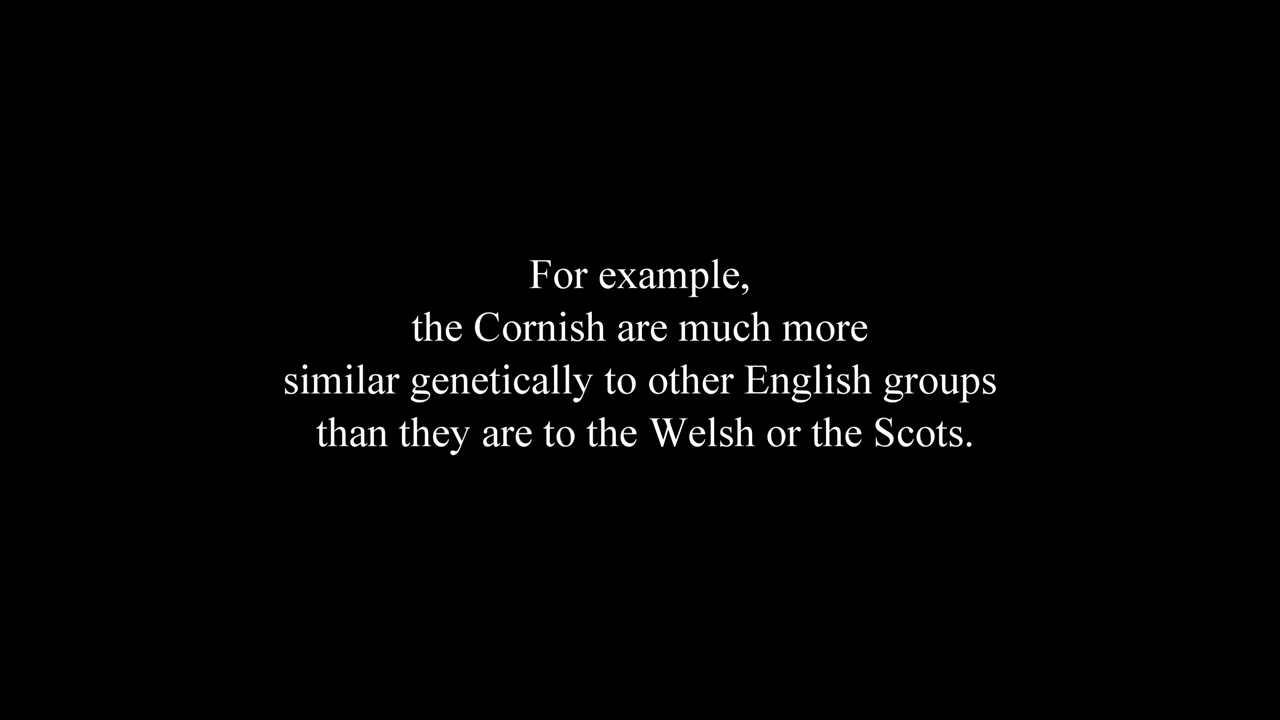 For example,
the Cornish are much more
similar genetically to other English groups
than they are to the Welsh or the Scots.